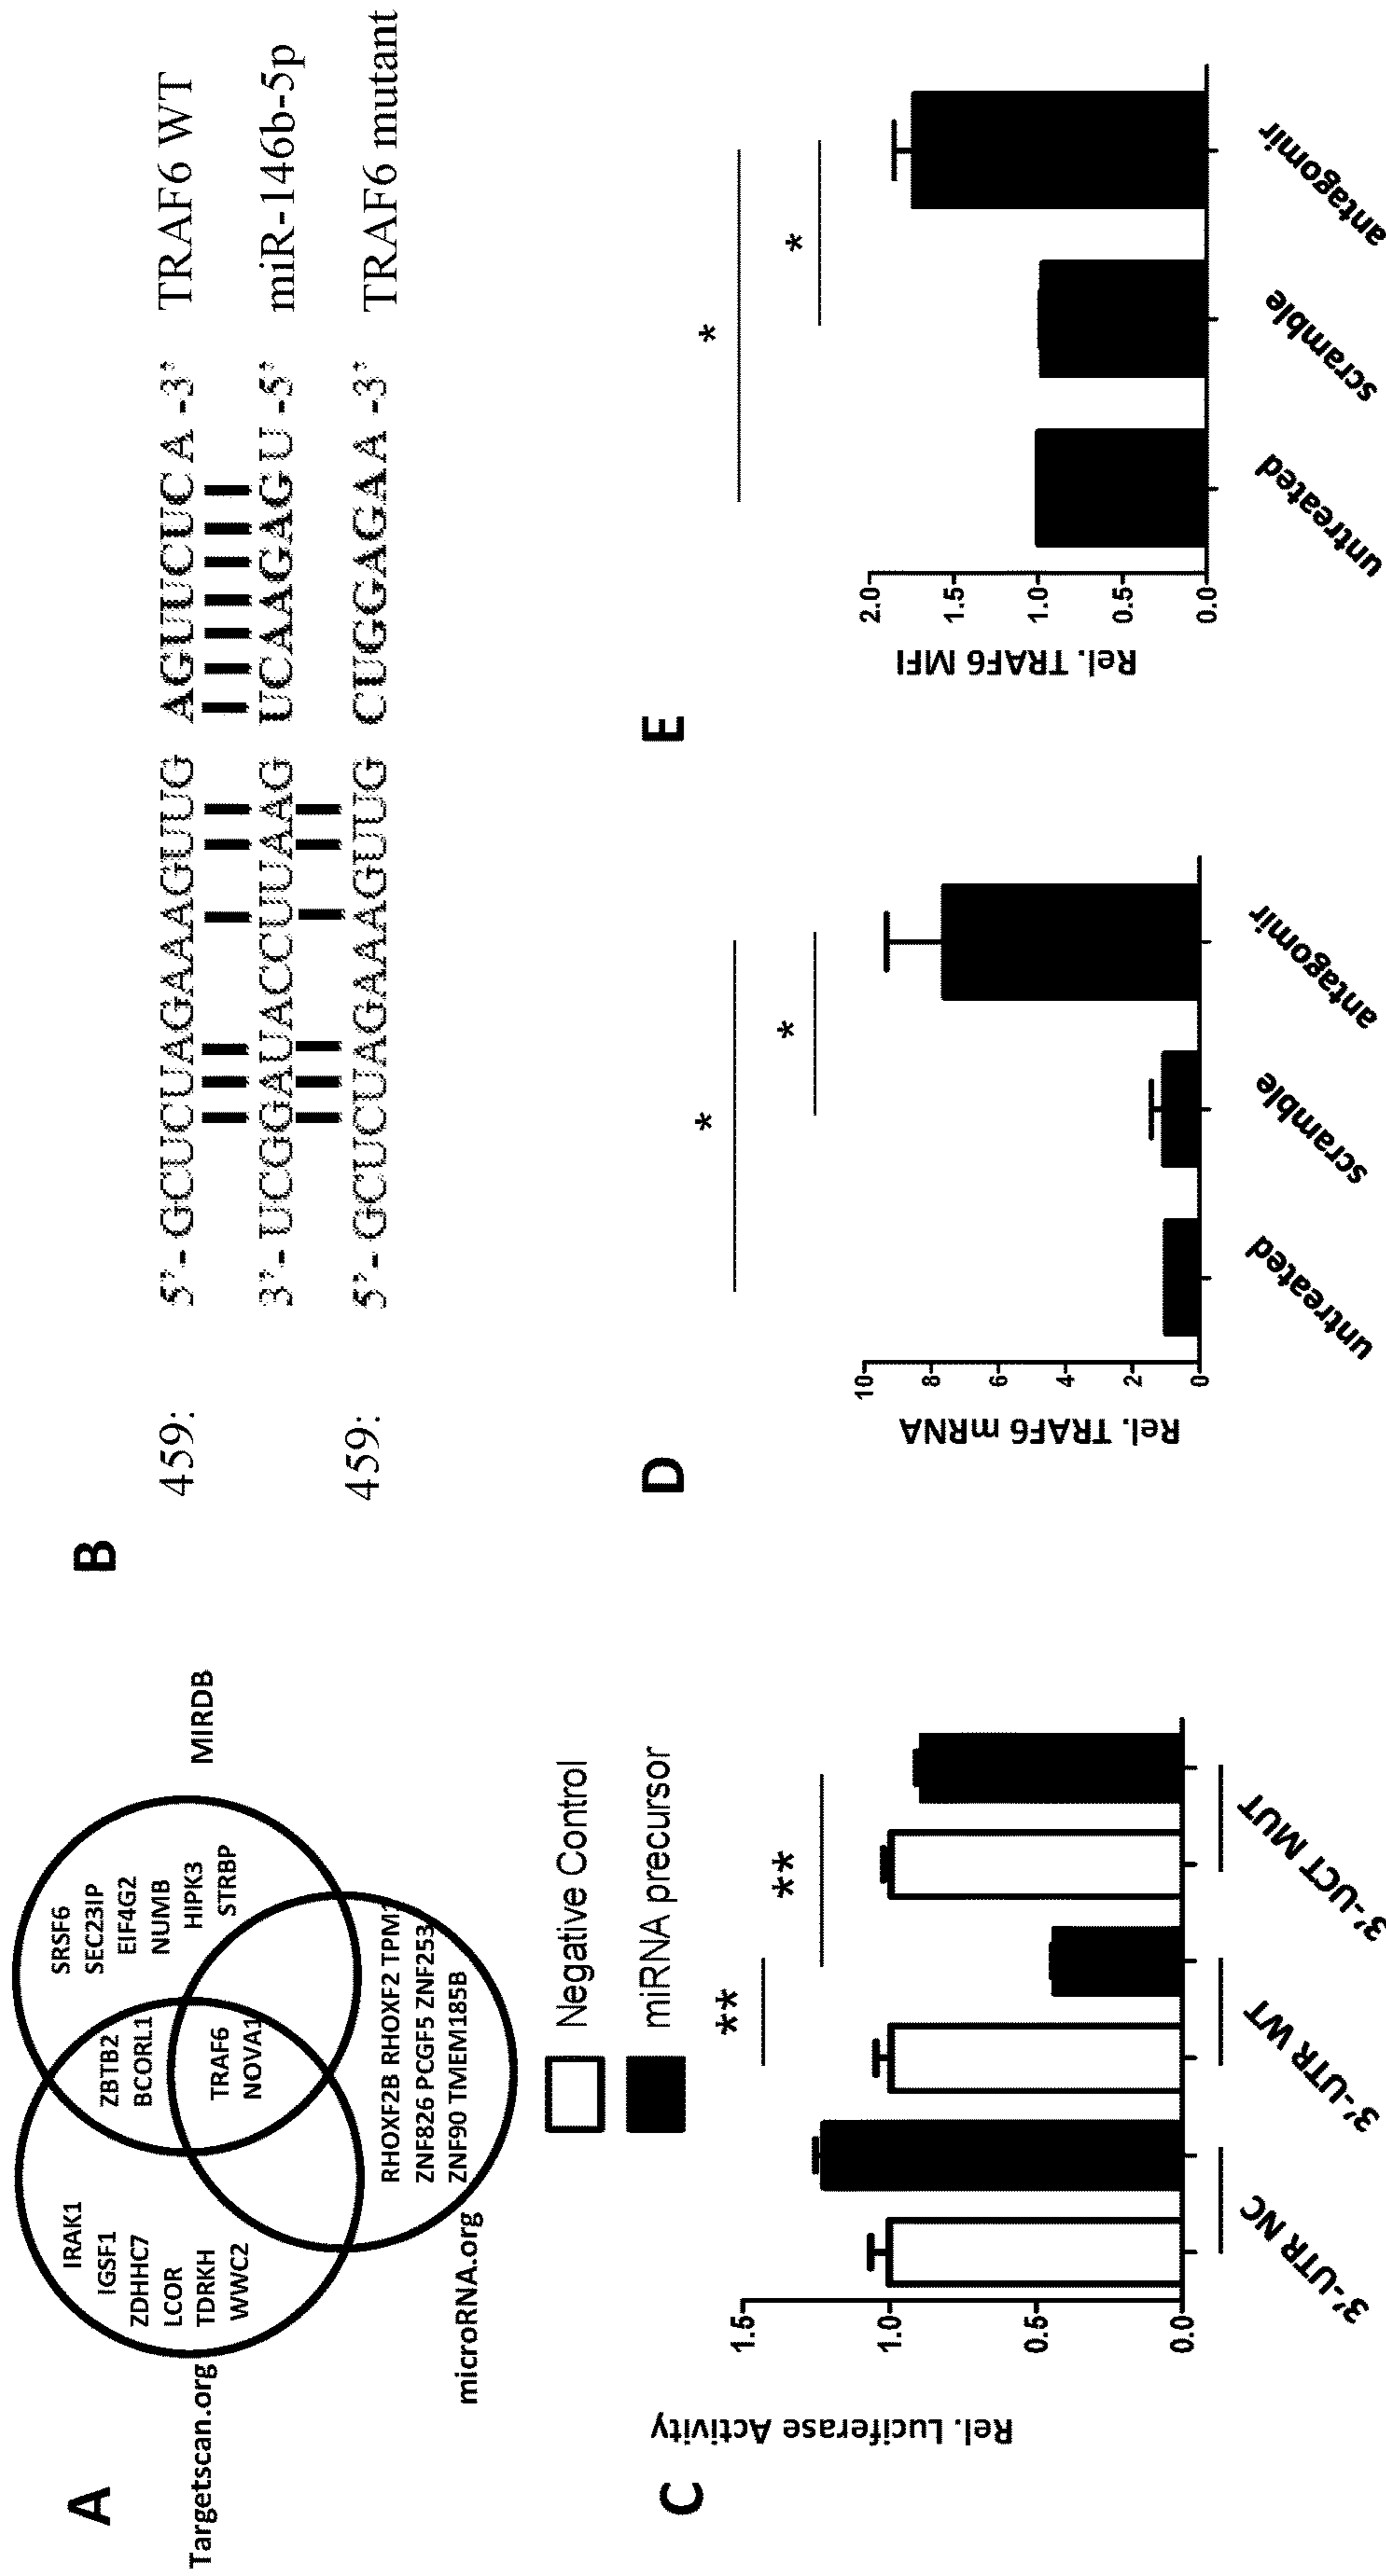 A
Targetscan.org
MIRDB
microRNA.org
IRAK1
IGSF1
ZDHHC7
LCOR
TDRKH
WWC2
ZBTB2
BCORL1
TRAF6
NOVA1
SRSF6
SEC23IP
EIF4G2
NUMB
HIPK3
STRBP
RHOXF2B RHOXF2 TPM1
ZNF826 PCGF5 ZNF253
ZNF90 TMEM185B
B
459: 5'- GCUCUAGAAAGUUG AGUUCUC A -3' TRAF6 WT
3'- UCGGAUACCUUAAG UCAAGAGU -5' miR-146b-5p
459: 5'- GCUCUAGAAAGUUG CUGGAGAA -3' TRAF6 mutant
C
Negative Control
miRNA precursor
Rel. Luciferase Activity
1.5
1.0
0.5
0.0
**
**
3'-UTR NC
3'-UTR WT
3'-UCT MUT
D
Rel. TRAF6 mRNA
10
8
6
4
2
0
*
*
untreated
scramble
antagomir
E
Rel. TRAF6 MFI
2.0
1.5
1.0
0.5
0.0
*
*
untreated
scramble
antagomir